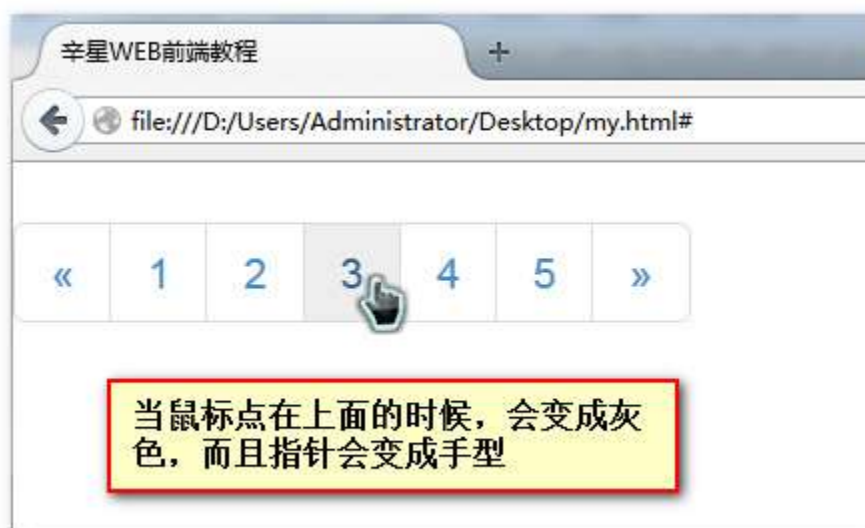 辛星WEB前端教程 +
file:///D:/Users/Administrator/Desktop/my.html#
« 1 2 3 4 5 »
当鼠标点在上面的时候，会变成灰
色，而且指针会变成手型